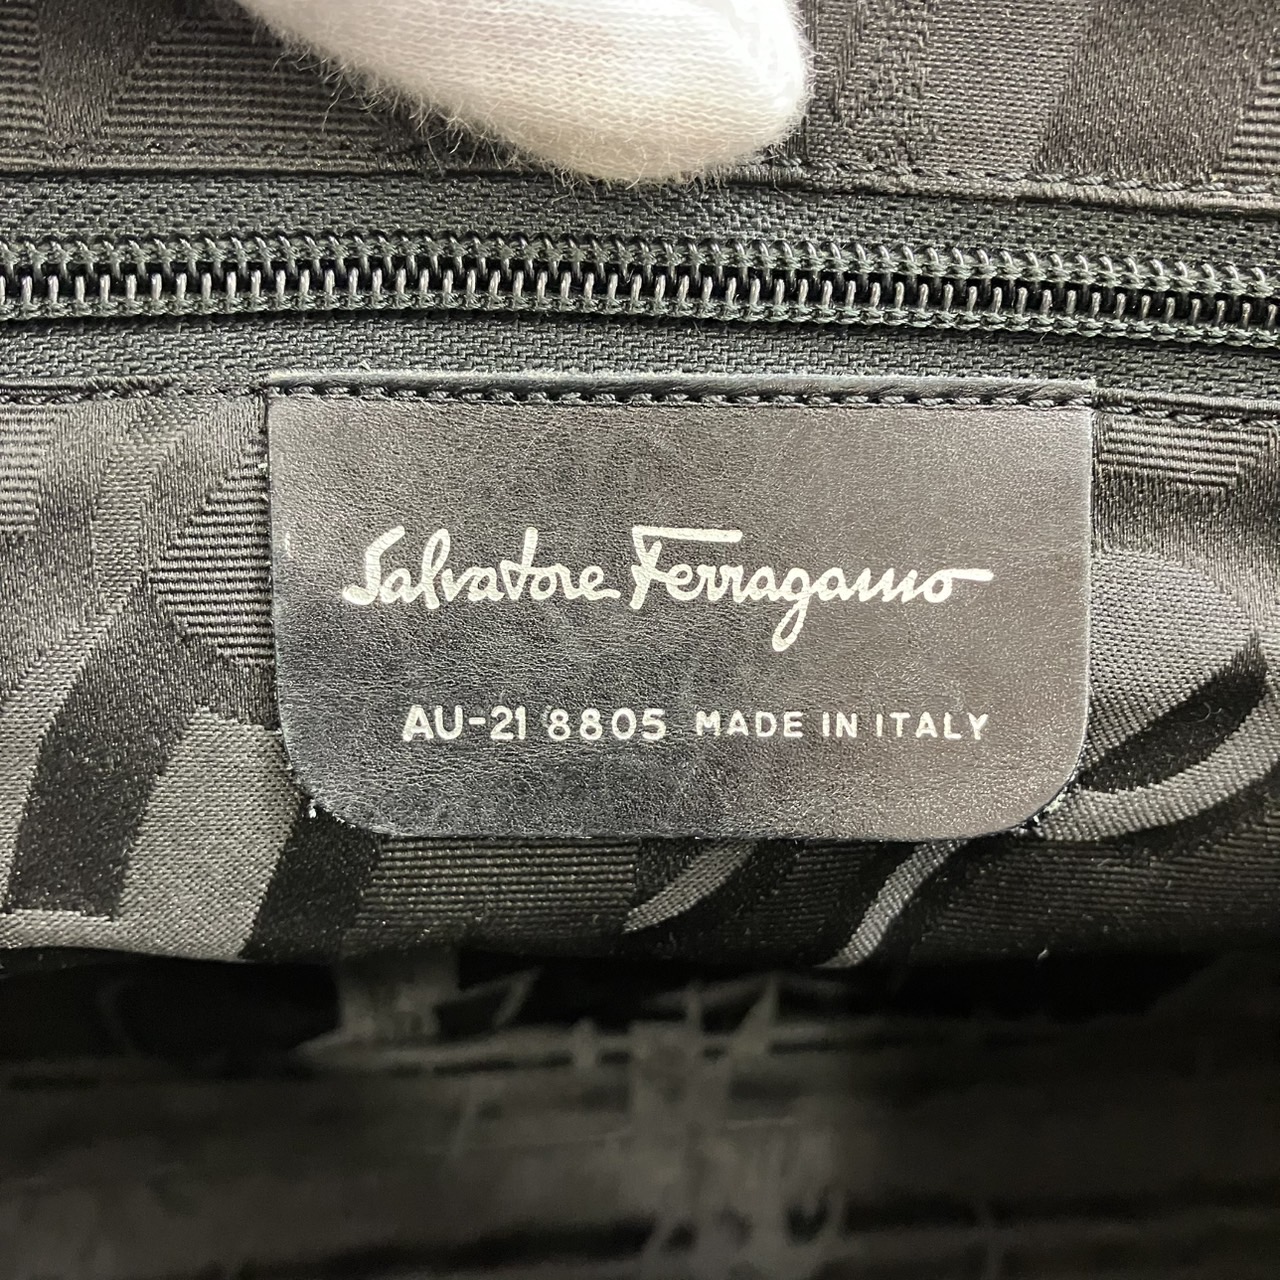 Salvatore Ferragamo
AU-21 8805 MADE IN ITALY